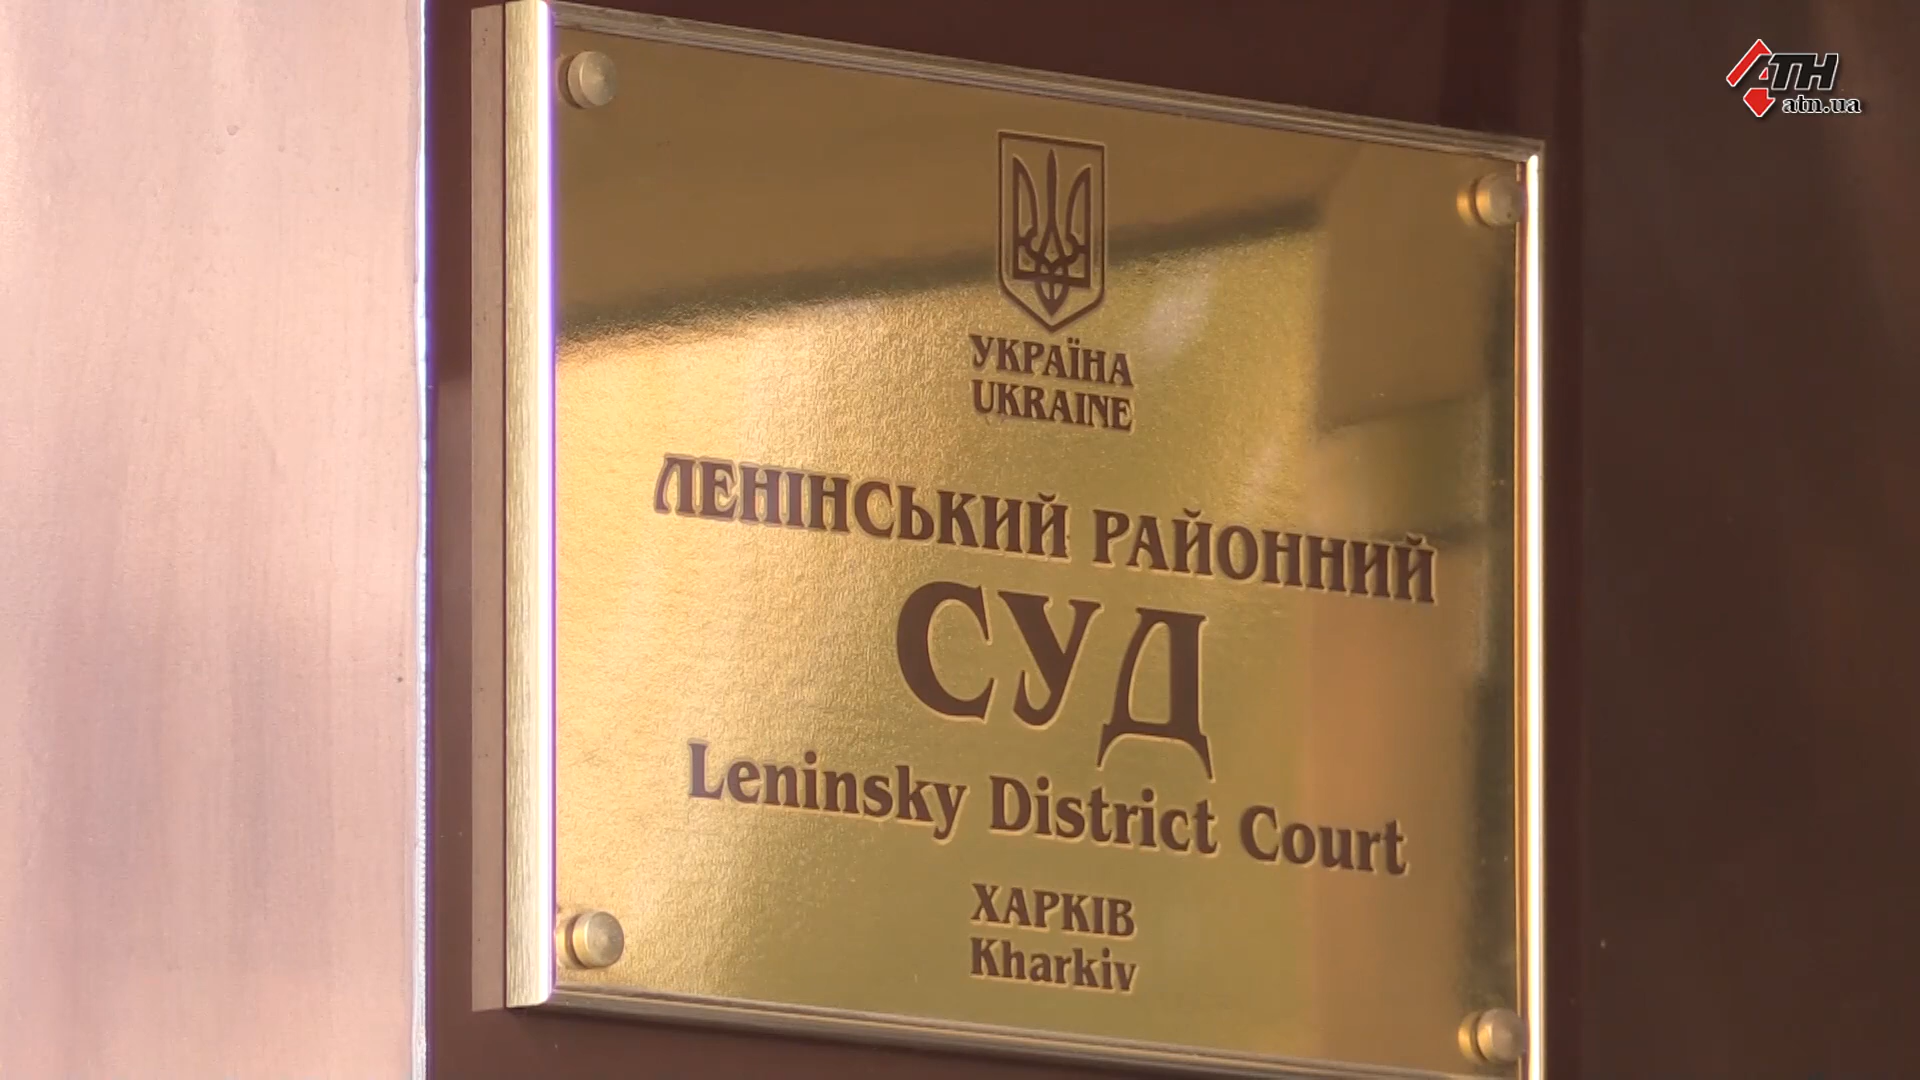 АТН
atn.ua
УКРАЇНА
UKRAINE
ЛЕНІНСЬКИЙ РАЙОННИЙ
СУД
Leninsky District Court
ХАРКІВ
Kharkiv